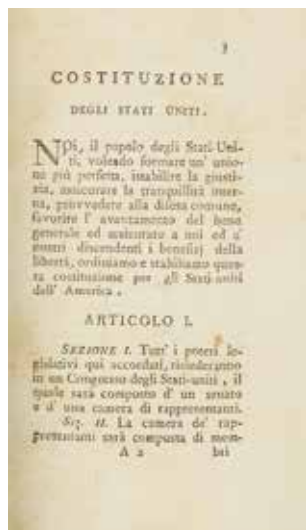 3
COSTITUZIONE
DEGLI STATI UNITI.
NOi, il popolo degli Stati-Uni-
ti, volendo formare un' unio-
ne più perfetta, instabilire la giusti-
zia, assicurare la tranquillità inter-
na, provvedere alla difesa comune,
favorire l' avanzamento del bene
generale ed assicurare a noi ed a'
nostri discendenti i benefizj della
libertà, ordiniamo e stabiliamo que-
sta costituzione per gli Stati-uniti
dell' America.
ARTICOLO I.
SEZIONE I. Tutt' i poteri le-
gislativi qui accordati, risiederanno
in un Congresso degli Stati-uniti, il
quale sarà composto d' un senato
e d' una camera di rappresentanti.
Sez. II. La camera de' rap-
presentanti sarà composta di mem-
A 2 bri